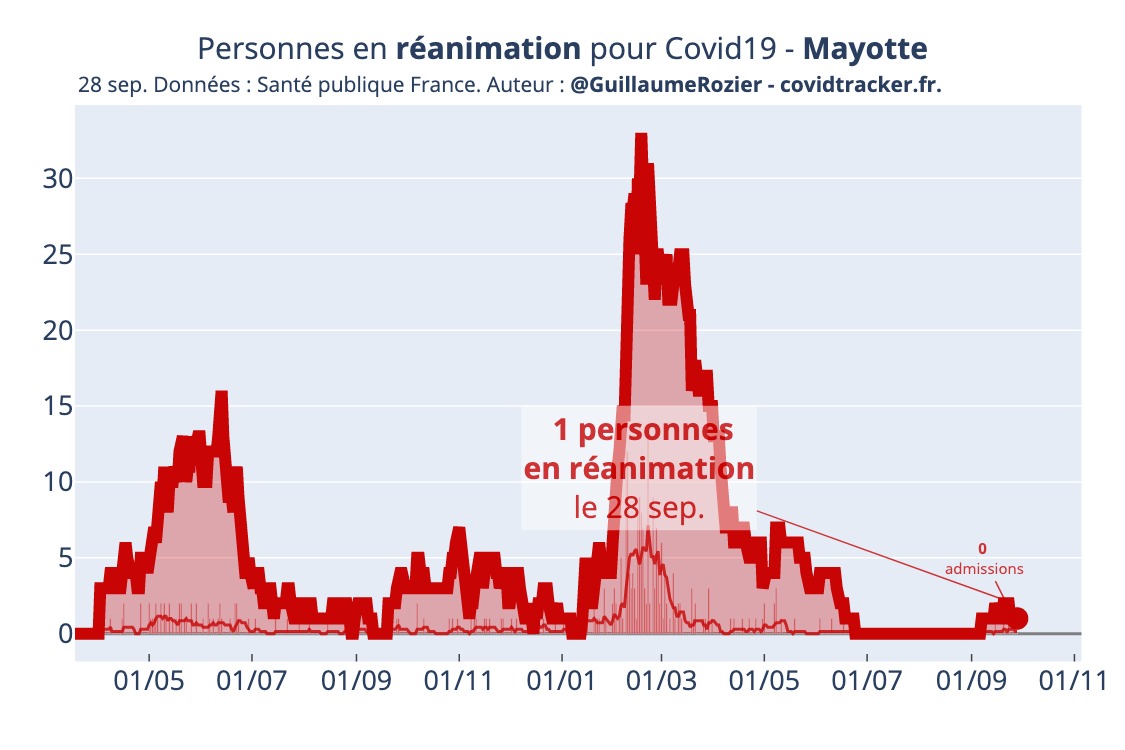 Personnes en réanimation pour Covid19 - Mayotte
28 sep. Données : Santé publique France. Auteur : @GuillaumeRozier - covidtracker.fr.
30
25
20
15
10
5
0
1 personnes
en réanimation
le 28 sep.
0
admissions
01/05 01/07 01/09 01/11 01/01 01/03 01/05 01/07 01/09 01/11